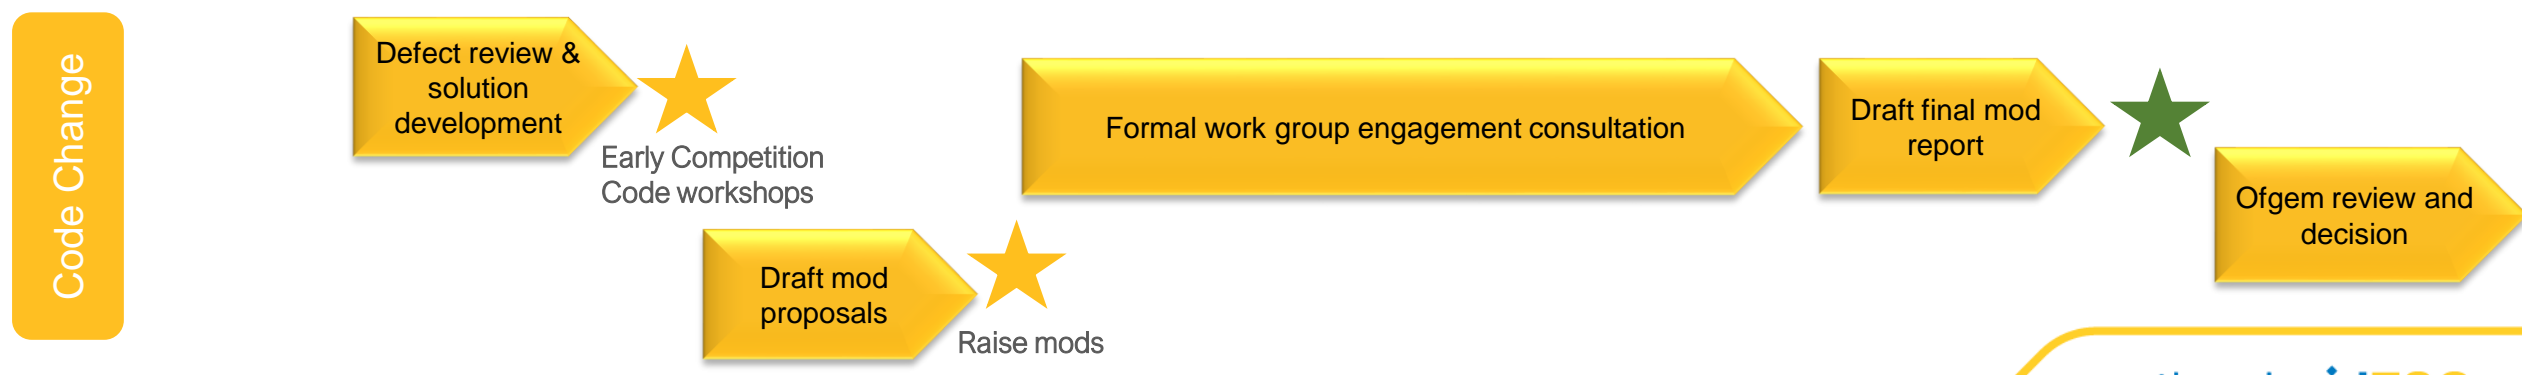 Code Change
Defect review &
solution
development
Early Competition
Code workshops
Draft mod
proposals
Raise mods
Formal work group engagement consultation
Draft final mod
report
Ofgem review and
decision